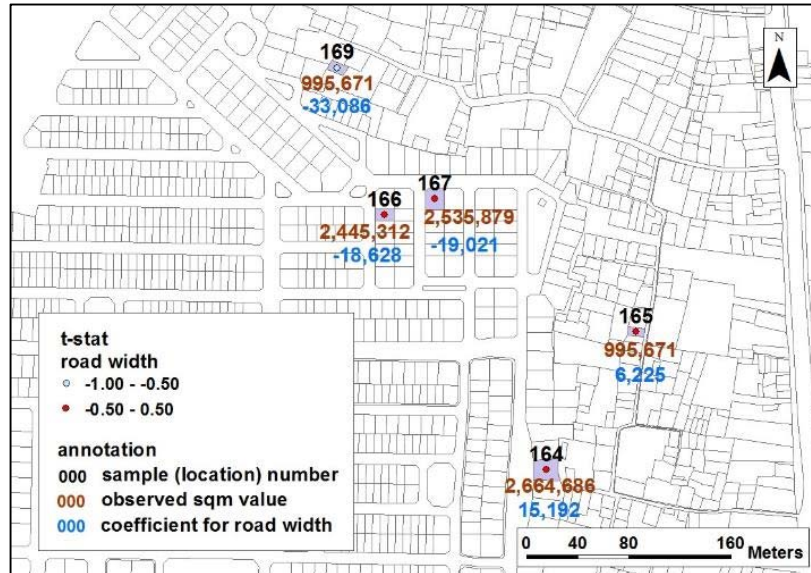 169
995,671
-33,086
N
166
2,445,312
-18,628
167
2,535,879
-19,021
165
995,671
6,225
164
2,664,686
15,192
t-stat
road width
-1.00 - -0.50
-0.50 - 0.50
annotation
000 sample (location) number
000 observed sqm value
000 coefficient for road width
0 40 80 160
Meters